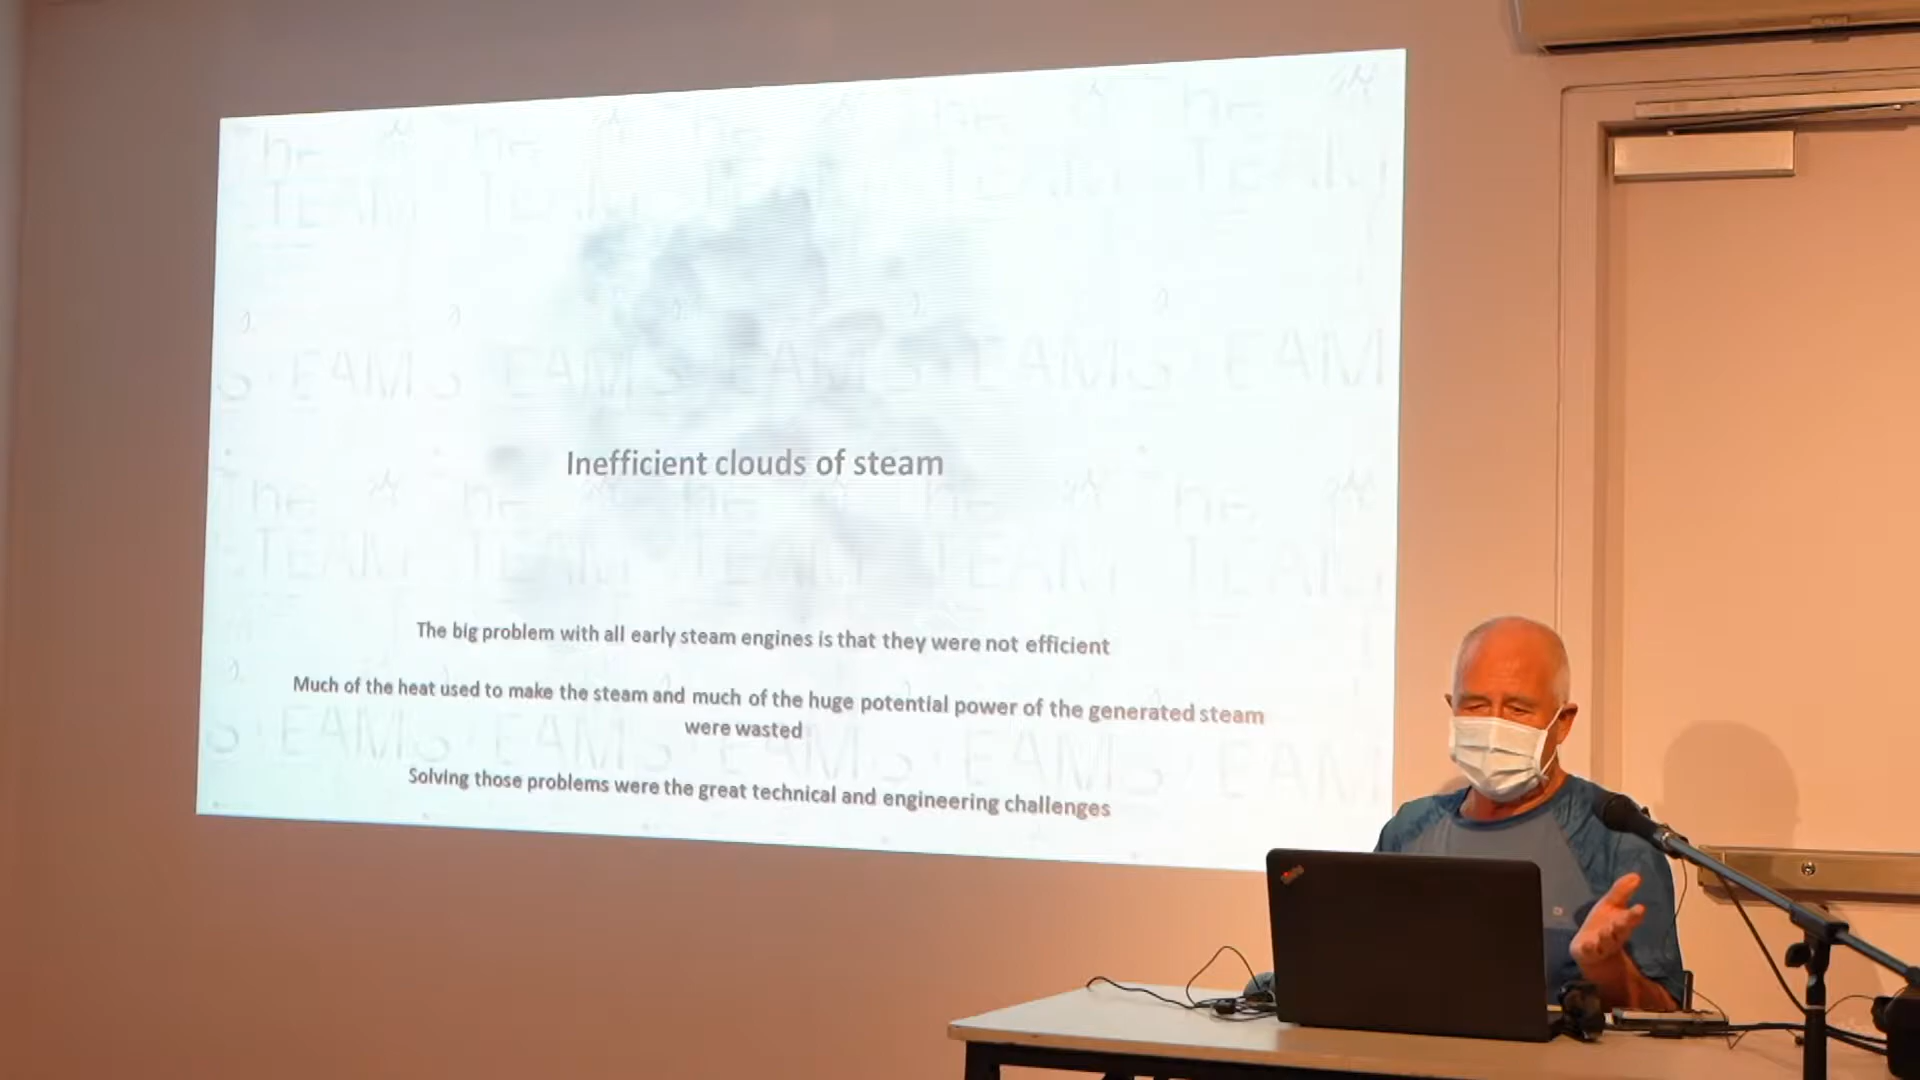 Inefficient clouds of steam
The big problem with all early steam engines is that they were not efficient
Much of the heat used to make the steam and much of the huge potential power of the generated steam
were wasted
Solving those problems were the great technical and engineering challenges